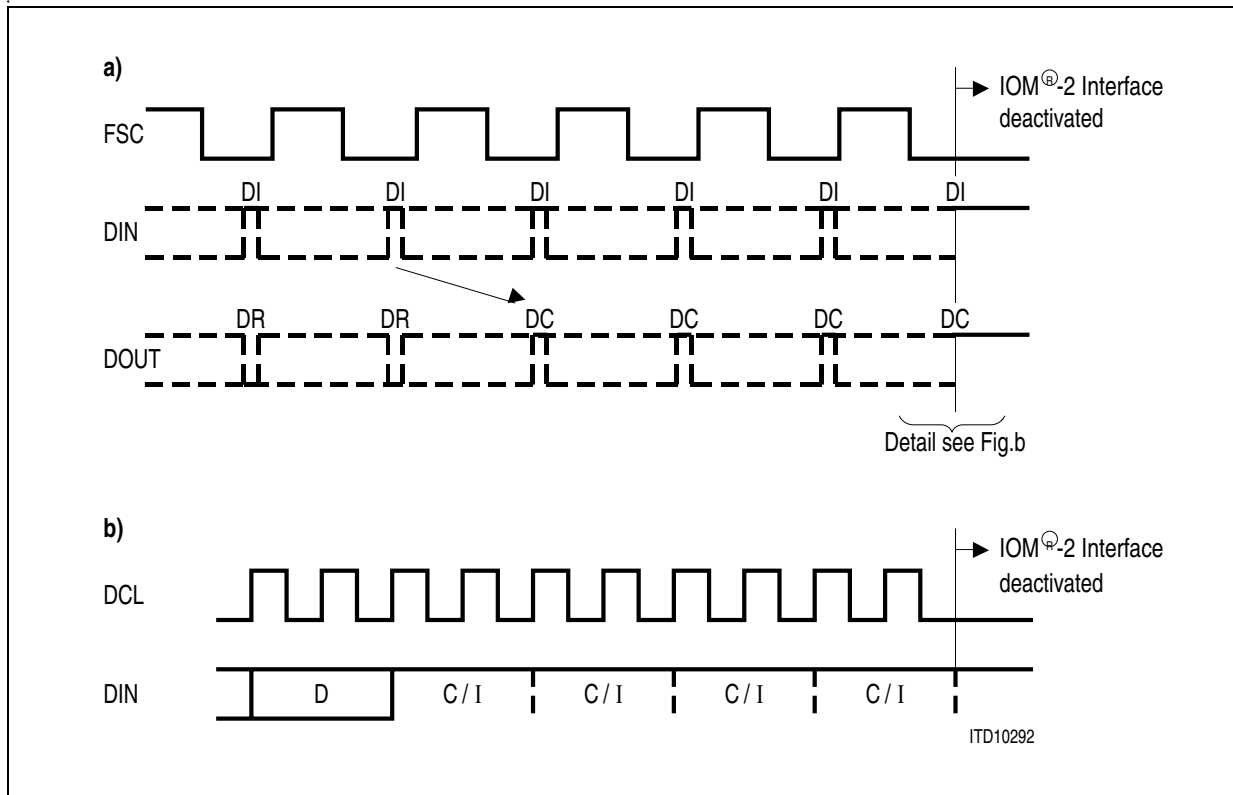 a)
IOM®-2 Interface
deactivated
FSC
DI DI DI DI DI DI
DIN
DR DR DC DC DC DC
DOUT
Detail see Fig.b
b)
IOM®-2 Interface
deactivated
DCL
DIN D C / I C / I C / I C / I
ITD10292